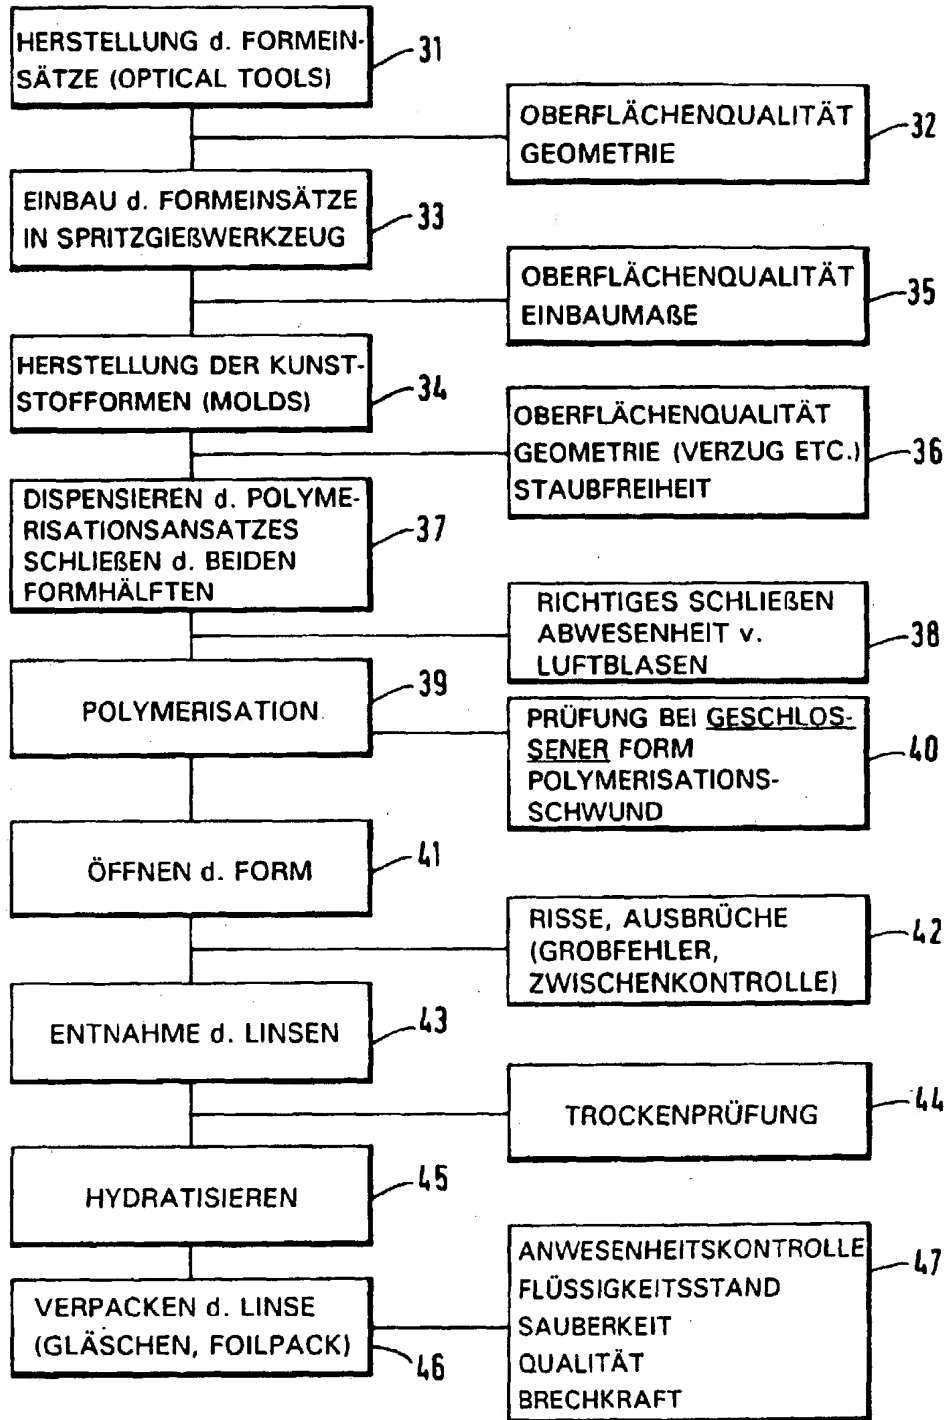 HERSTELLUNG d. FORMEIN-
SÄTZE (OPTICAL TOOLS)
31
OBERFLÄCHENQUALITÄT
GEOMETRIE
32
EINBAU d. FORMEINSÄTZE
IN SPRITZGIEßWERKZEUG
33
OBERFLÄCHENQUALITÄT
EINBAUMAßE
35
HERSTELLUNG DER KUNST-
STOFFORMEN (MOLDS)
34
OBERFLÄCHENQUALITÄT
GEOMETRIE (VERZUG ETC.)
STAUBFREIHEIT
36
DISPENSIEREN d. POLYME-
RISATIONSANSATZES
SCHLIEßEN d. BEIDEN
FORMHÄLFTEN
37
RICHTIGES SCHLIEßEN
ABWESENHEIT v.
LUFTBLASEN
38
POLYMERISATION
39
PRÜFUNG BEI GESCHLOS-
SENER FORM
POLYMERISATIONS-
SCHWUND
40
ÖFFNEN d. FORM
41
RISSE, AUSBRÜCHE
(GROBFEHLER,
ZWISCHENKONTROLLE)
42
ENTNAHME d. LINSEN
43
TROCKENPRÜFUNG
44
HYDRATISIEREN
45
VERPACKEN d. LINSE
(GLÄSCHEN, FOILPACK)
46
ANWESENHEITSKONTROLLE
FLÜSSIGKEITSSTAND
SAUBERKEIT
QUALITÄT
BRECHKRAFT
47